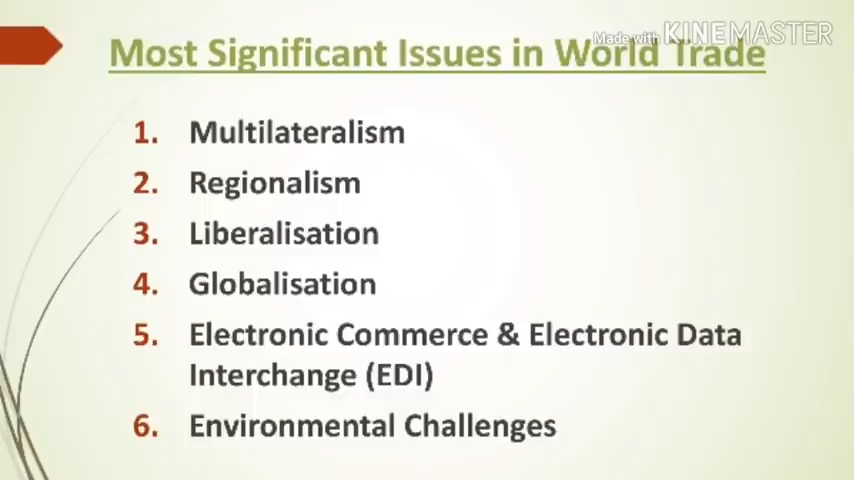 Made with KINEMASTER
Most Significant Issues in World Trade
1. Multilateralism
2. Regionalism
3. Liberalisation
4. Globalisation
5. Electronic Commerce & Electronic Data
Interchange (EDI)
6. Environmental Challenges